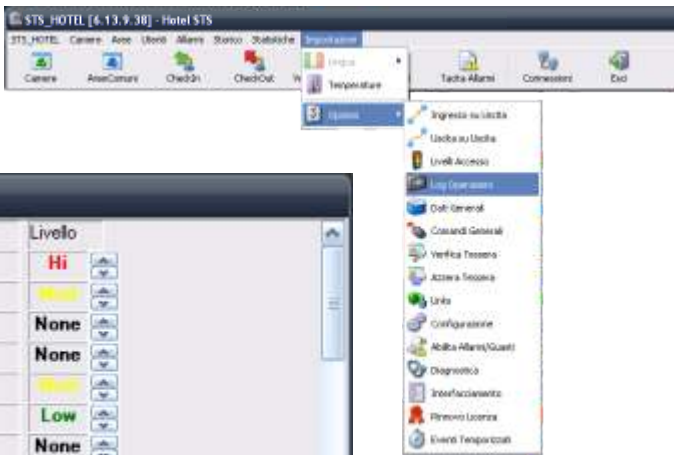 STS_HOTEL [6.13.9.38] - Hotel STS
STS_HOTEL Camere Aree Utenti Allarmi Storico Statistiche Impostazioni
Camere AreeComuni CheckIn CheckOut Tacita Allarmi Connessioni Esci
Lingua
Temperature
Opzioni
Ingresso su Uscita
Uscita su Uscita
Livelli Accesso
Log Operazioni
Dati Generali
Comandi Generali
Verifica Tessera
Azzera Tessera
Links
Configurazione
Abilita Allarmi/Guasti
Diagnostica
Interfacciamento
Rinnovo Licenza
Eventi Temporizzati
Livello
Hi
None
None
Low
None